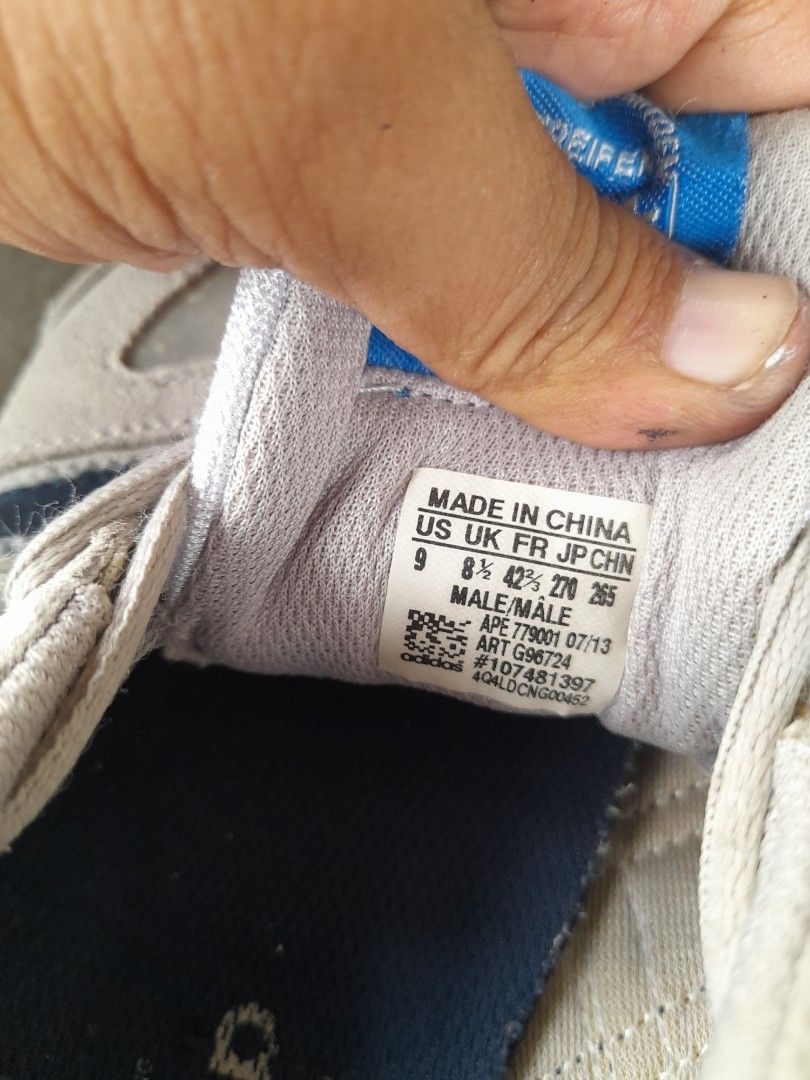 MADE IN CHINA
US UK FR JP CHN
9 8½ 42⅔ 270 265
MALE/MÂLE
APE 779001 07/13
ART G96724
#107481397
4Q4LDCNG00452
adidas